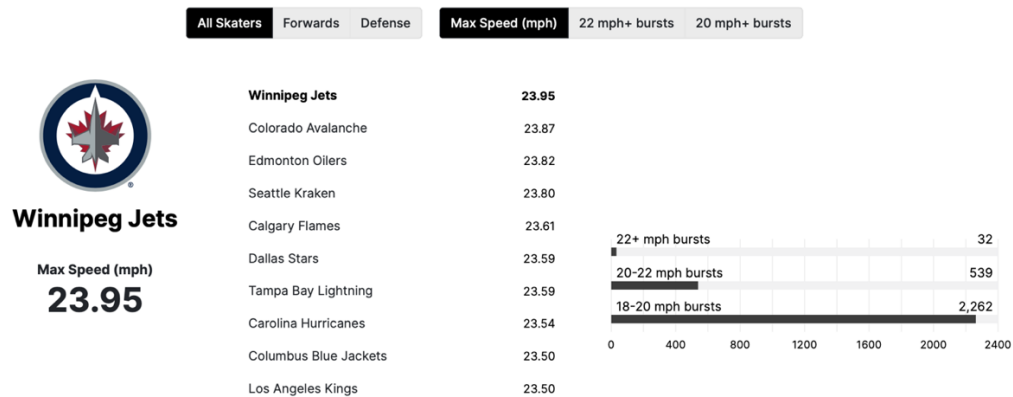 All Skaters Forwards Defense Max Speed (mph) 22 mph+ bursts 20 mph+ bursts
®
Winnipeg Jets
Max Speed (mph)
23.95
Winnipeg Jets 23.95
Colorado Avalanche 23.87
Edmonton Oilers 23.82
Seattle Kraken 23.80
Calgary Flames 23.61
Dallas Stars 23.59
Tampa Bay Lightning 23.59
Carolina Hurricanes 23.54
Columbus Blue Jackets 23.50
Los Angeles Kings 23.50
22+ mph bursts 32
20-22 mph bursts 539
18-20 mph bursts 2,262
0 400 800 1200 1600 2000 2400